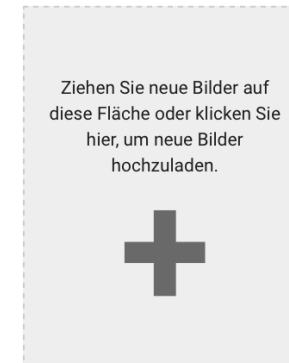 Ziehen Sie neue Bilder auf
diese Fläche oder klicken Sie
hier, um neue Bilder
hochzuladen.